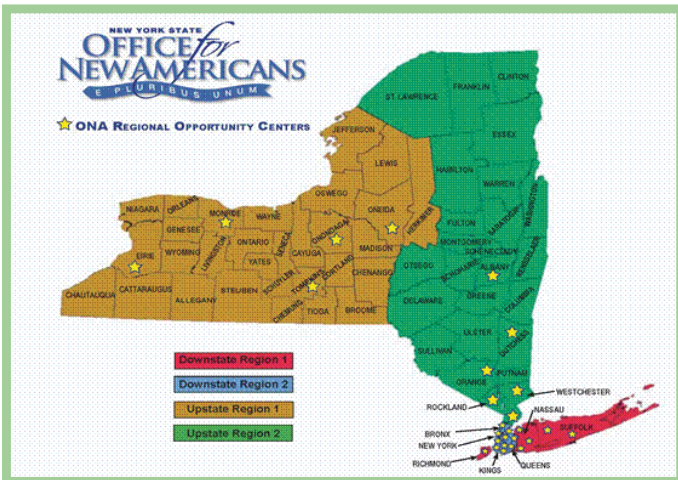 NEW YORK STATE
OFFICE for
NEW AMERICANS
E PLURIBUS UNUM
ONA REGIONAL OPPORTUNITY CENTERS
CLINTON
FRANKLIN
ST. LAWRENCE
JEFFERSON
ESSEX
LEWIS
HAMILTON
WARREN
WASHINGTON
OSWEGO
ONEIDA
HERKIMER
NIAGARA
ORLEANS
MONROE
WAYNE
FULTON
SARATOGA
GENESEE
ONTARIO
SENECA
CAYUGA
ONONDAGA
MADISON
MONTGOMERY
SCHENECTADY
RENSSELAER
ERIE
WYOMING
LIVINGSTON
YATES
CORTLAND
CHENANGO
OTSEGO
SCHOHARIE
ALBANY
CHAUTAUQUA
CATTARAUGUS
ALLEGANY
STEUBEN
SCHUYLER
TOMPKINS
CHEMUNG
TIOGA
BROOME
DELAWARE
GREENE
COLUMBIA
ULSTER
DUTCHESS
SULLIVAN
ORANGE
PUTNAM
Downstate Region 1
Downstate Region 2
Upstate Region 1
Upstate Region 2
WESTCHESTER
ROCKLAND
NASSAU
SUFFOLK
BRONX
NEW YORK
RICHMOND
KINGS
QUEENS